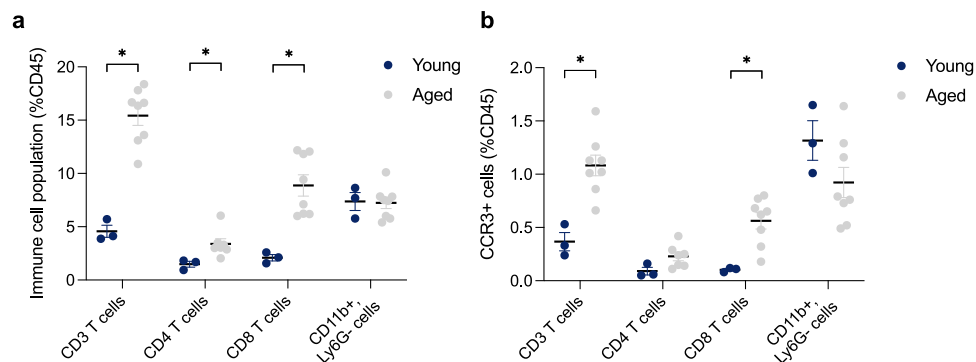 a
Immune cell population (%CD45)
20
15
10
5
0
*
*
*
Young
Aged
CD3 T cells
CD4 T cells
CD8 T cells
CD11b+,
Ly6G- cells
b
CCR3+ cells (%CD45)
2.0
1.5
1.0
0.5
0.0
*
*
Young
Aged
CD3 T cells
CD4 T cells
CD8 T cells
CD11b+,
Ly6G- cells